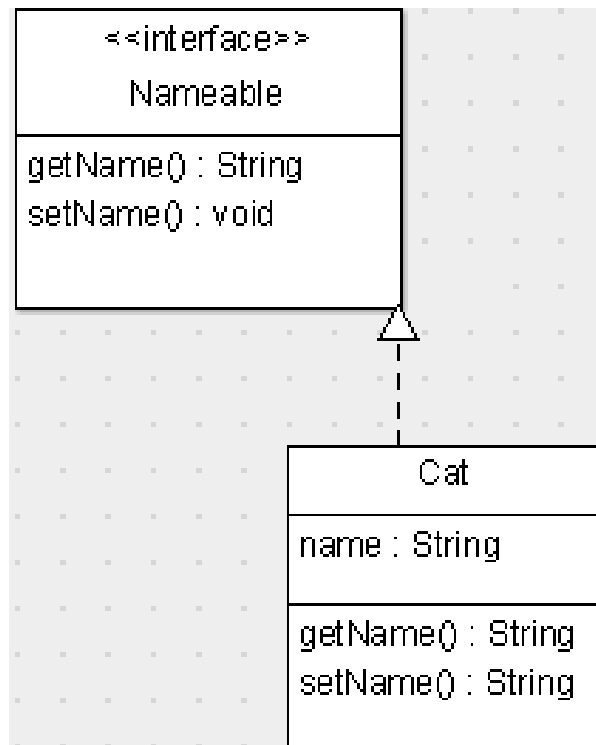 <<interface>>
Nameable
getName() : String
setName() : void
Cat
name : String
getName() : String
setName() : String